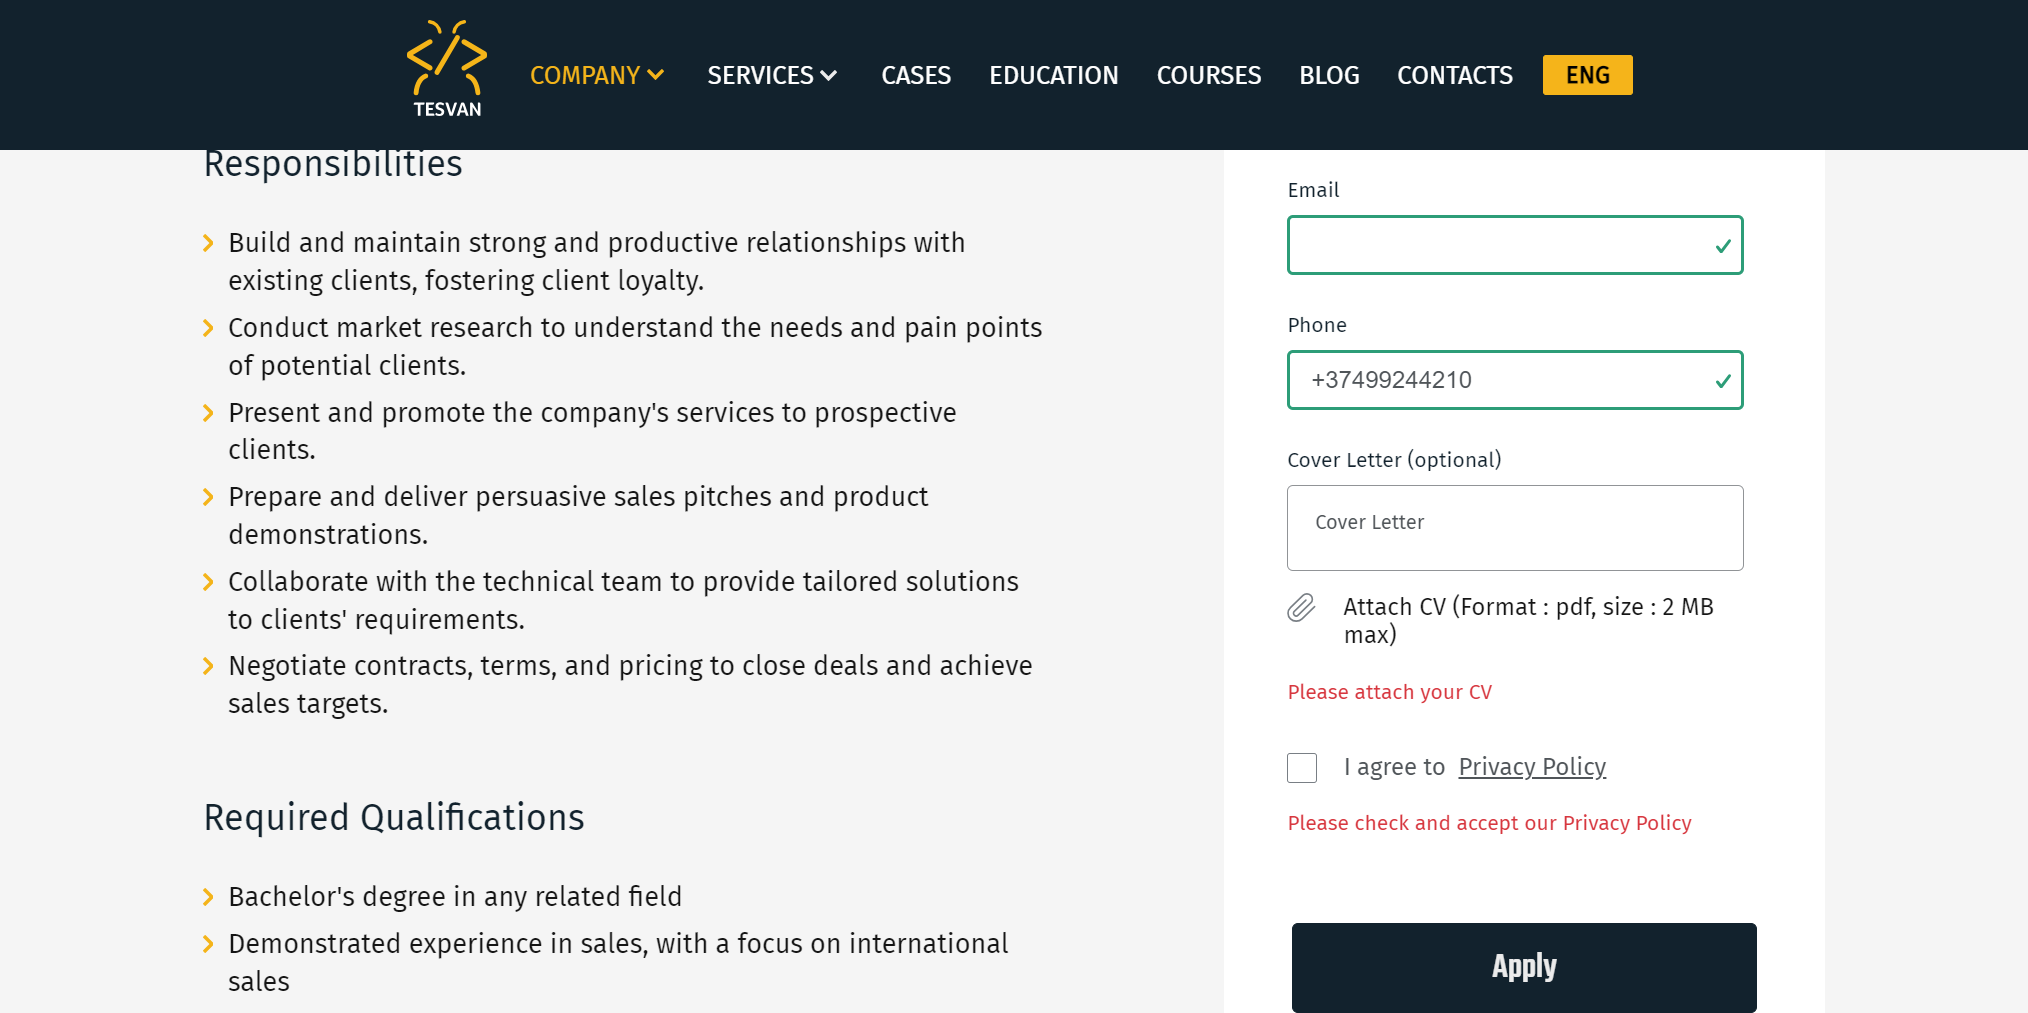 TESVAN
COMPANY
SERVICES
CASES
EDUCATION
COURSES
BLOG
CONTACTS
ENG
Responsibilities
Build and maintain strong and productive relationships with
existing clients, fostering client loyalty.
Conduct market research to understand the needs and pain points
of potential clients.
Present and promote the company's services to prospective
clients.
Prepare and deliver persuasive sales pitches and product
demonstrations.
Collaborate with the technical team to provide tailored solutions
to clients' requirements.
Negotiate contracts, terms, and pricing to close deals and achieve
sales targets.
Required Qualifications
Bachelor's degree in any related field
Demonstrated experience in sales, with a focus on international
sales
Email
Phone
+37499244210
Cover Letter (optional)
Cover Letter
Attach CV (Format : pdf, size : 2 MB
max)
Please attach your CV
I agree to Privacy Policy
Please check and accept our Privacy Policy
Apply